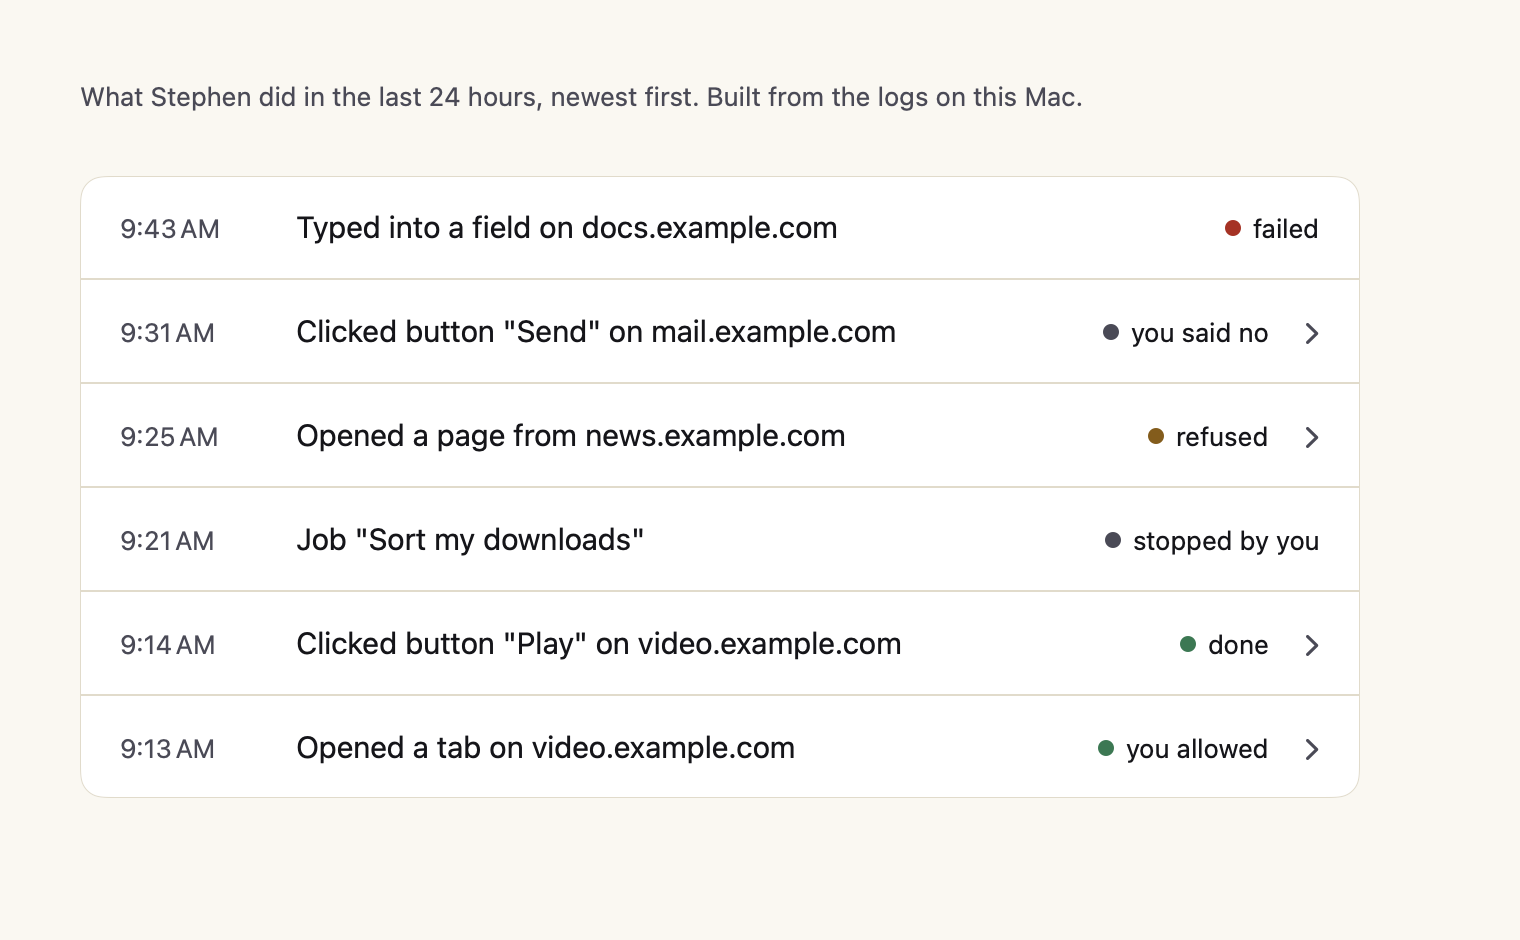 What Stephen did in the last 24 hours, newest first. Built from the logs on this Mac.
9:43 AM Typed into a field on docs.example.com failed
9:31 AM Clicked button "Send" on mail.example.com you said no
9:25 AM Opened a page from news.example.com refused
9:21 AM Job "Sort my downloads" stopped by you
9:14 AM Clicked button "Play" on video.example.com done
9:13 AM Opened a tab on video.example.com you allowed